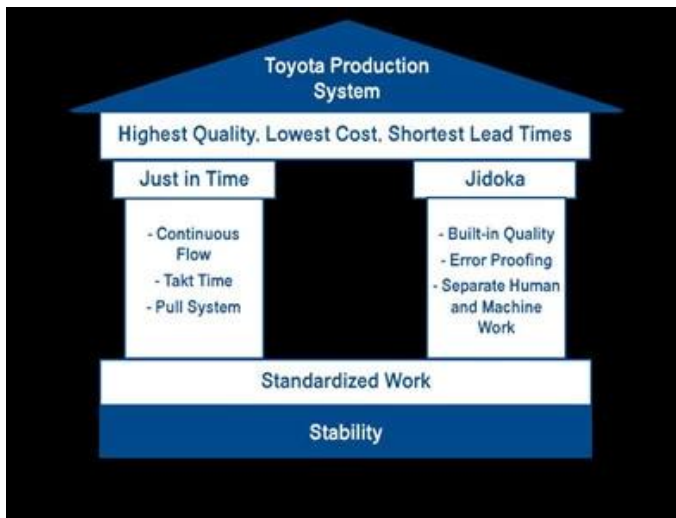 Toyota Production
System
Highest Quality, Lowest Cost, Shortest Lead Times
Just in Time
- Continuous
Flow
- Takt Time
- Pull System
Jidoka
- Built-in Quality
- Error Proofing
- Separate Human
and Machine
Work
Standardized Work
Stability